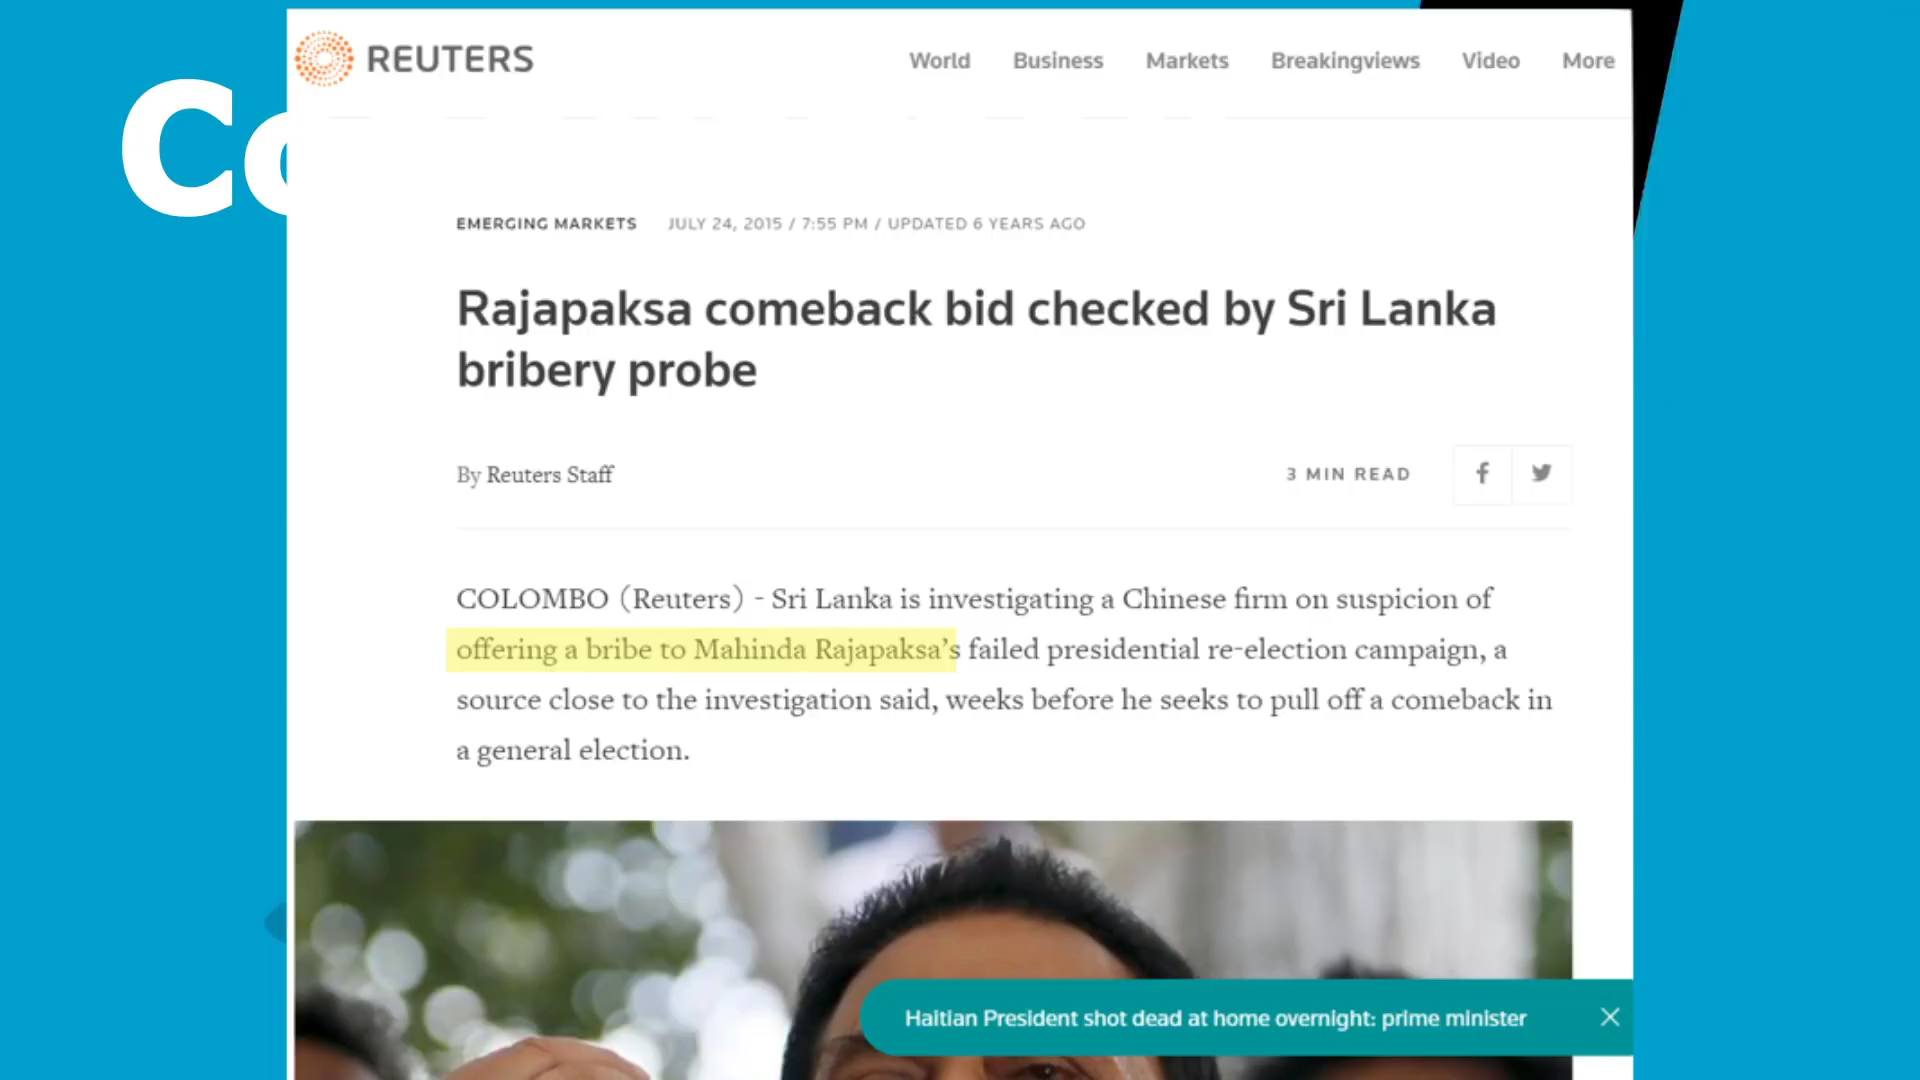 REUTERS
World Business Markets Breakingviews Video More
Co
EMERGING MARKETS JULY 24, 2015 / 7:55 PM / UPDATED 6 YEARS AGO
Rajapaksa comeback bid checked by Sri Lanka
bribery probe
By Reuters Staff
3 MIN READ
COLOMBO (Reuters) - Sri Lanka is investigating a Chinese firm on suspicion of
offering a bribe to Mahinda Rajapaksa’s failed presidential re-election campaign, a
source close to the investigation said, weeks before he seeks to pull off a comeback in
a general election.
Haitian President shot dead at home overnight: prime minister